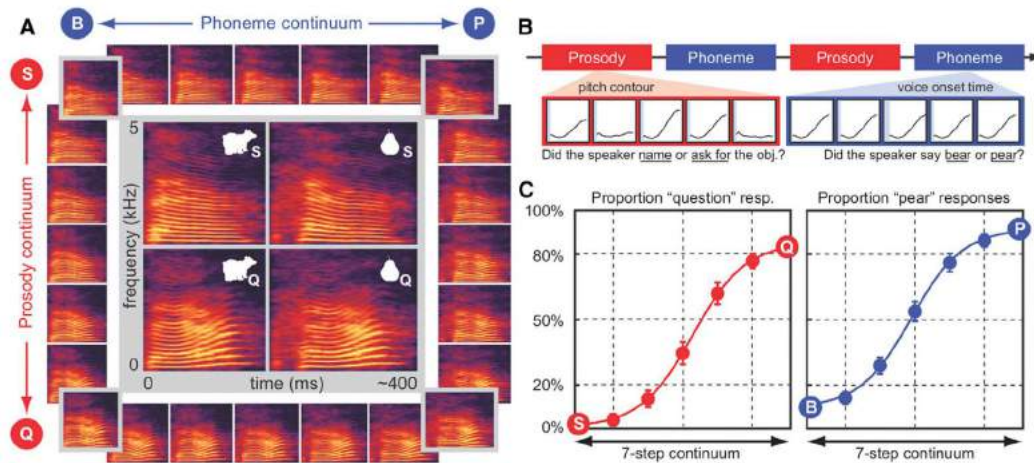 A
B
Phoneme continuum
P
S
Prosody continuum
Q
5
frequency (kHz)
0
S
S
Q
Q
0
time (ms)
~400
B
Prosody
Phoneme
Prosody
Phoneme
pitch contour
voice onset time
Did the speaker name or ask for the obj.?
Did the speaker say bear or pear?
C
Proportion “question” resp.
Proportion “pear” responses
100%
80%
50%
20%
0%
S
Q
B
P
7-step continuum
7-step continuum